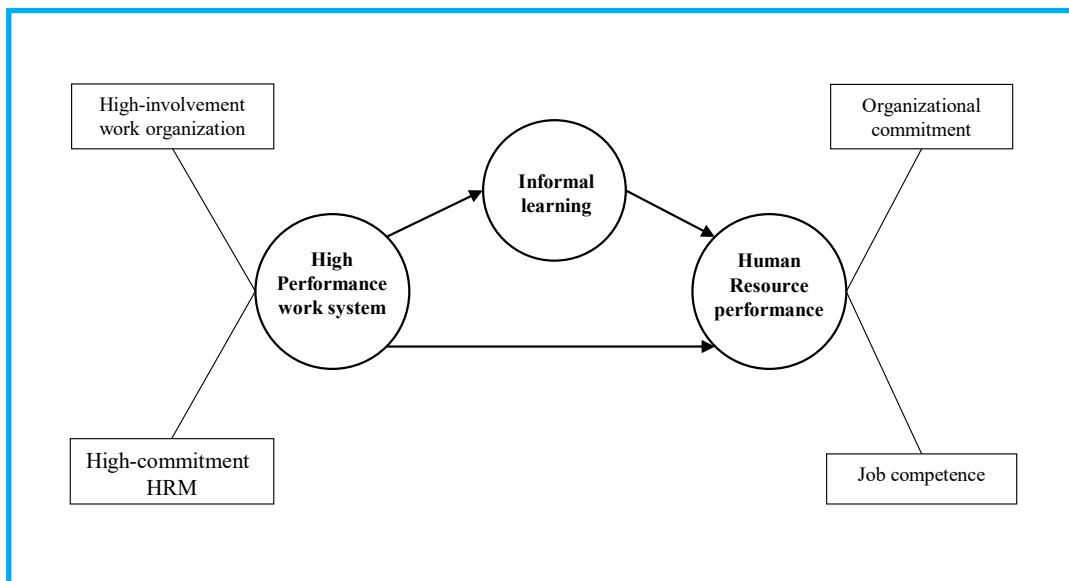 High-involvement
work organization
Organizational
commitment
Informal
learning
High
Performance
work system
Human
Resource
performance
High-commitment
HRM
Job competence